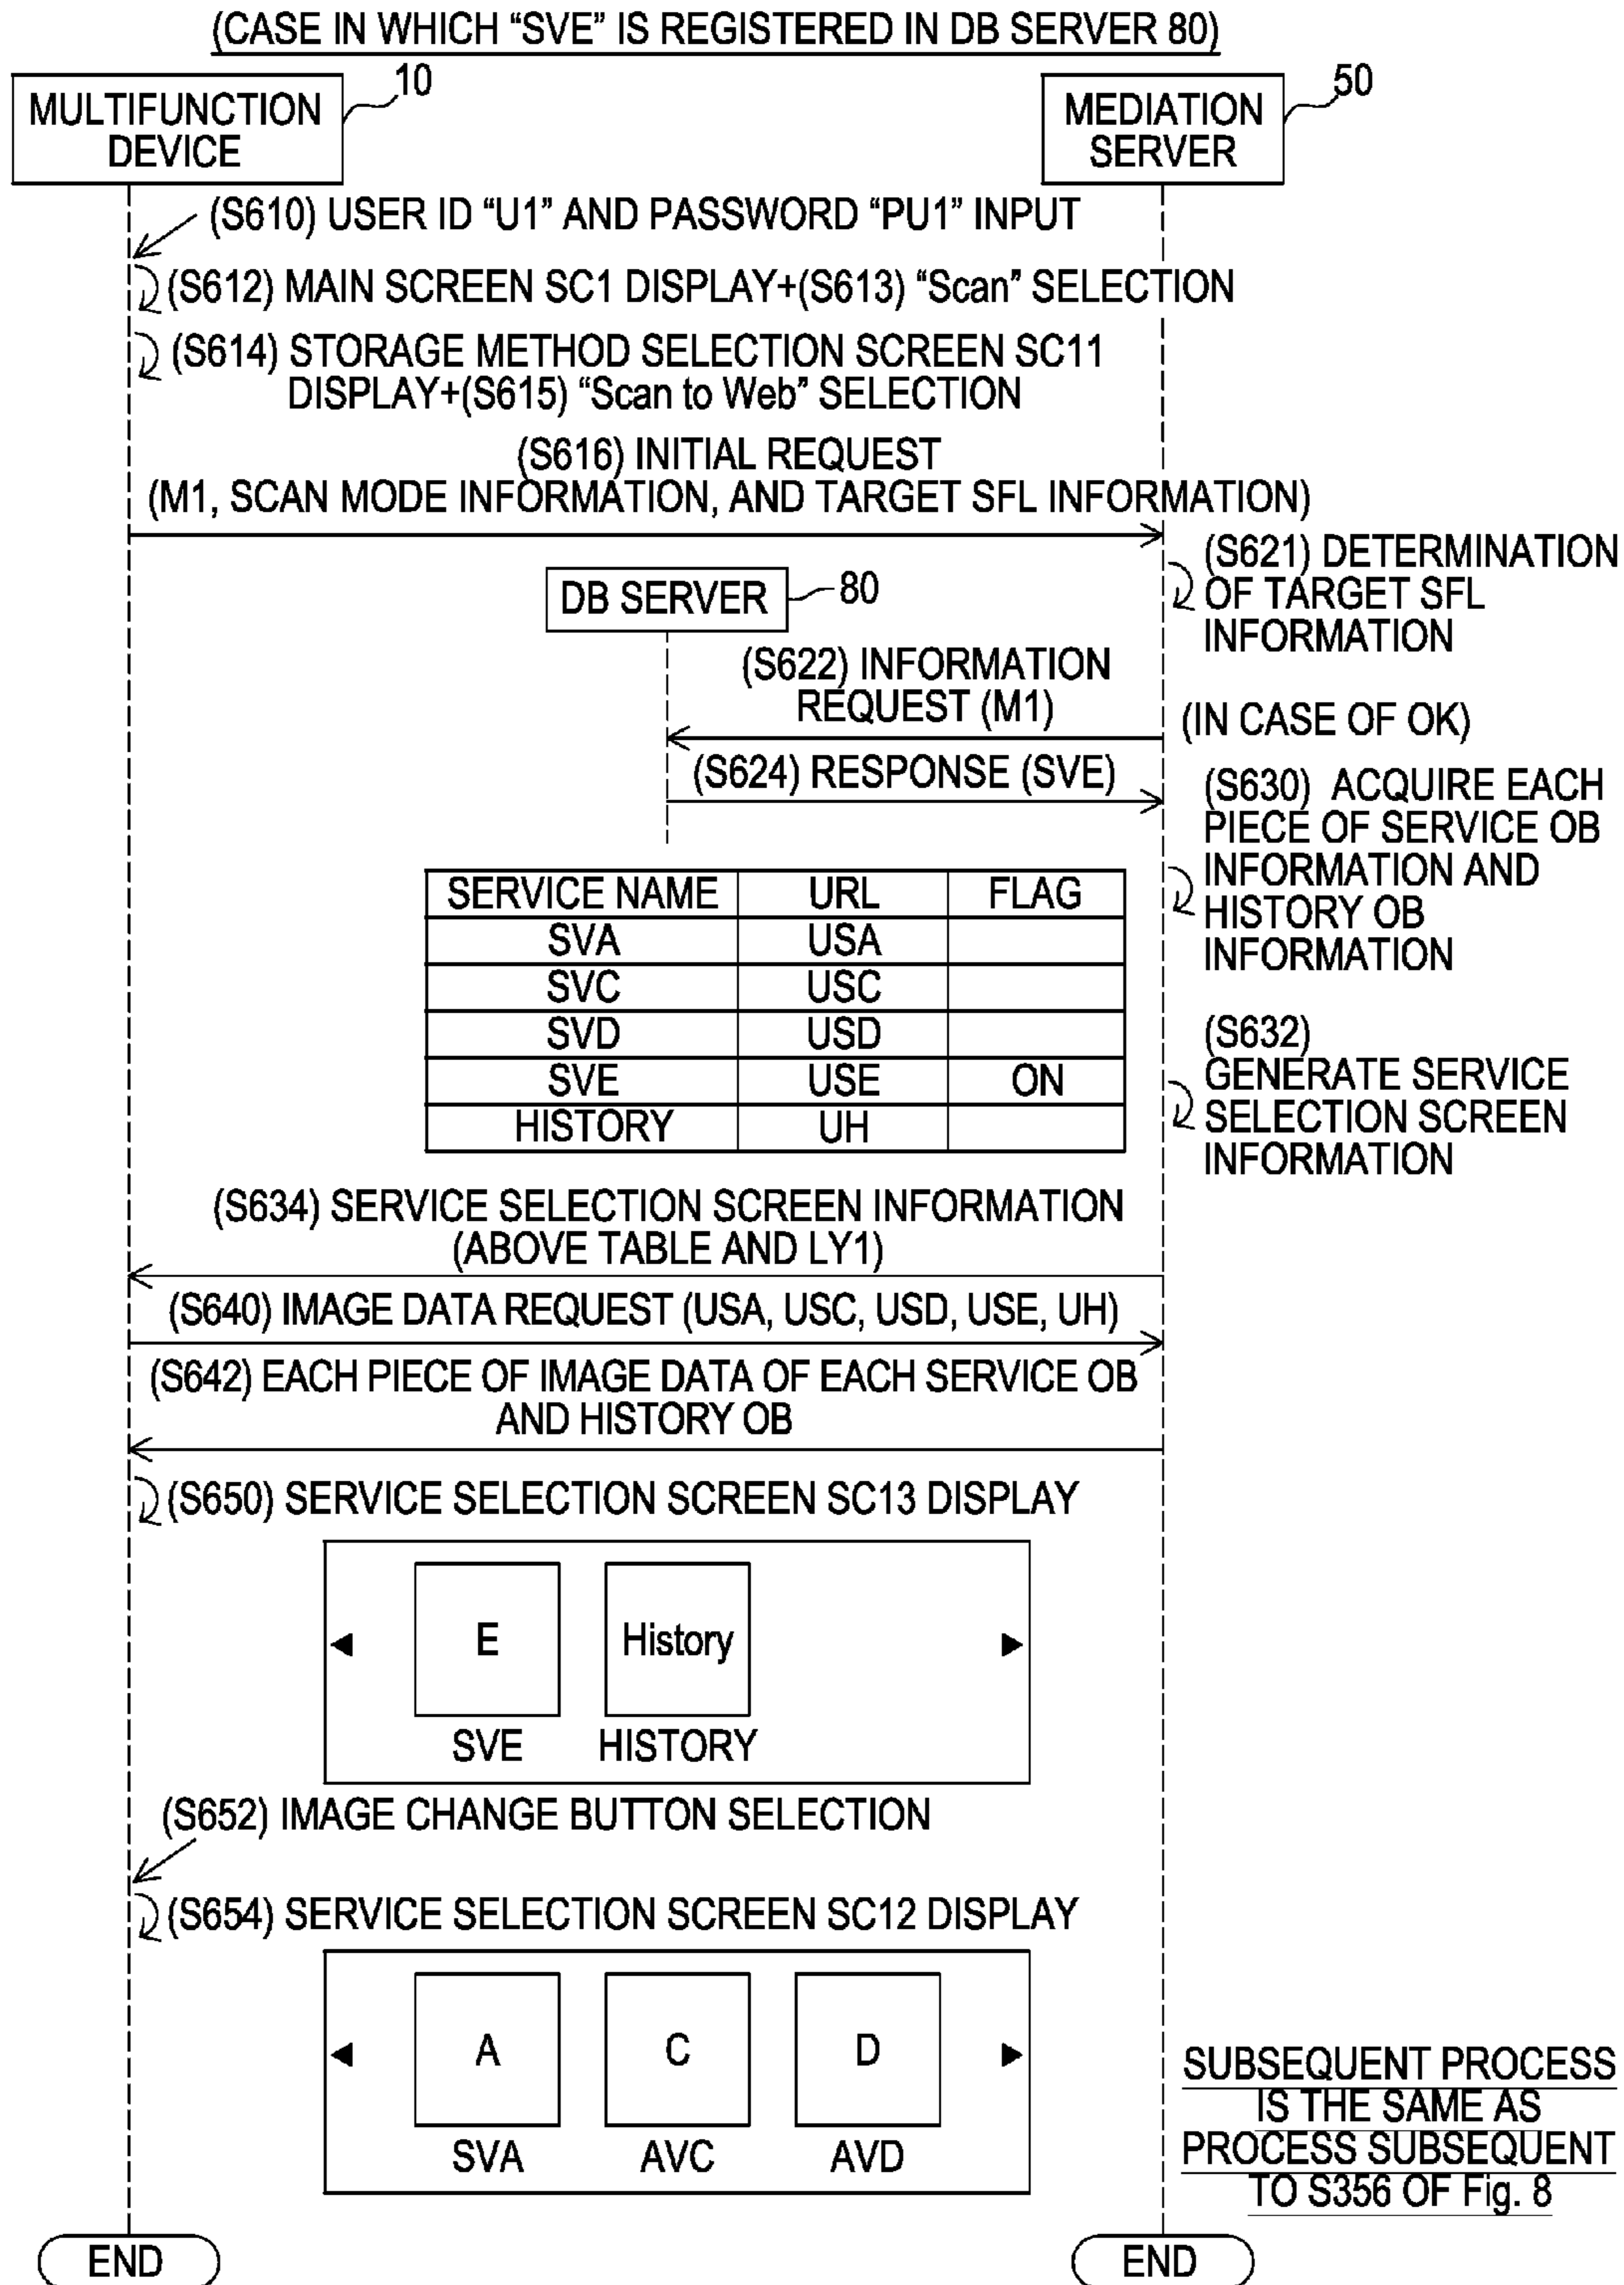 (CASE IN WHICH “SVE” IS REGISTERED IN DB SERVER 80)
MULTIFUNCTION
DEVICE
10
MEDIATION
SERVER
50
(S610) USER ID “U1” AND PASSWORD “PU1” INPUT
(S612) MAIN SCREEN SC1 DISPLAY+(S613) “Scan” SELECTION
(S614) STORAGE METHOD SELECTION SCREEN SC11
DISPLAY+(S615) “Scan to Web” SELECTION
(S616) INITIAL REQUEST
(M1, SCAN MODE INFORMATION, AND TARGET SFL INFORMATION)
(S621) DETERMINATION
OF TARGET SFL
INFORMATION
DB SERVER
80
(S622) INFORMATION
REQUEST (M1)
(IN CASE OF OK)
(S624) RESPONSE (SVE)
(S630) ACQUIRE EACH
PIECE OF SERVICE OB
INFORMATION AND
HISTORY OB
INFORMATION
SERVICE NAME URL FLAG
SVA USA
SVC USC
SVD USD
SVE USE ON
HISTORY UH
(S632)
GENERATE SERVICE
SELECTION SCREEN
INFORMATION
(S634) SERVICE SELECTION SCREEN INFORMATION
(ABOVE TABLE AND LY1)
(S640) IMAGE DATA REQUEST (USA, USC, USD, USE, UH)
(S642) EACH PIECE OF IMAGE DATA OF EACH SERVICE OB
AND HISTORY OB
(S650) SERVICE SELECTION SCREEN SC13 DISPLAY
E History
SVE HISTORY
(S652) IMAGE CHANGE BUTTON SELECTION
(S654) SERVICE SELECTION SCREEN SC12 DISPLAY
A C D
SVA AVC AVD
SUBSEQUENT PROCESS
IS THE SAME AS
PROCESS SUBSEQUENT
TO S356 OF Fig. 8
END
END